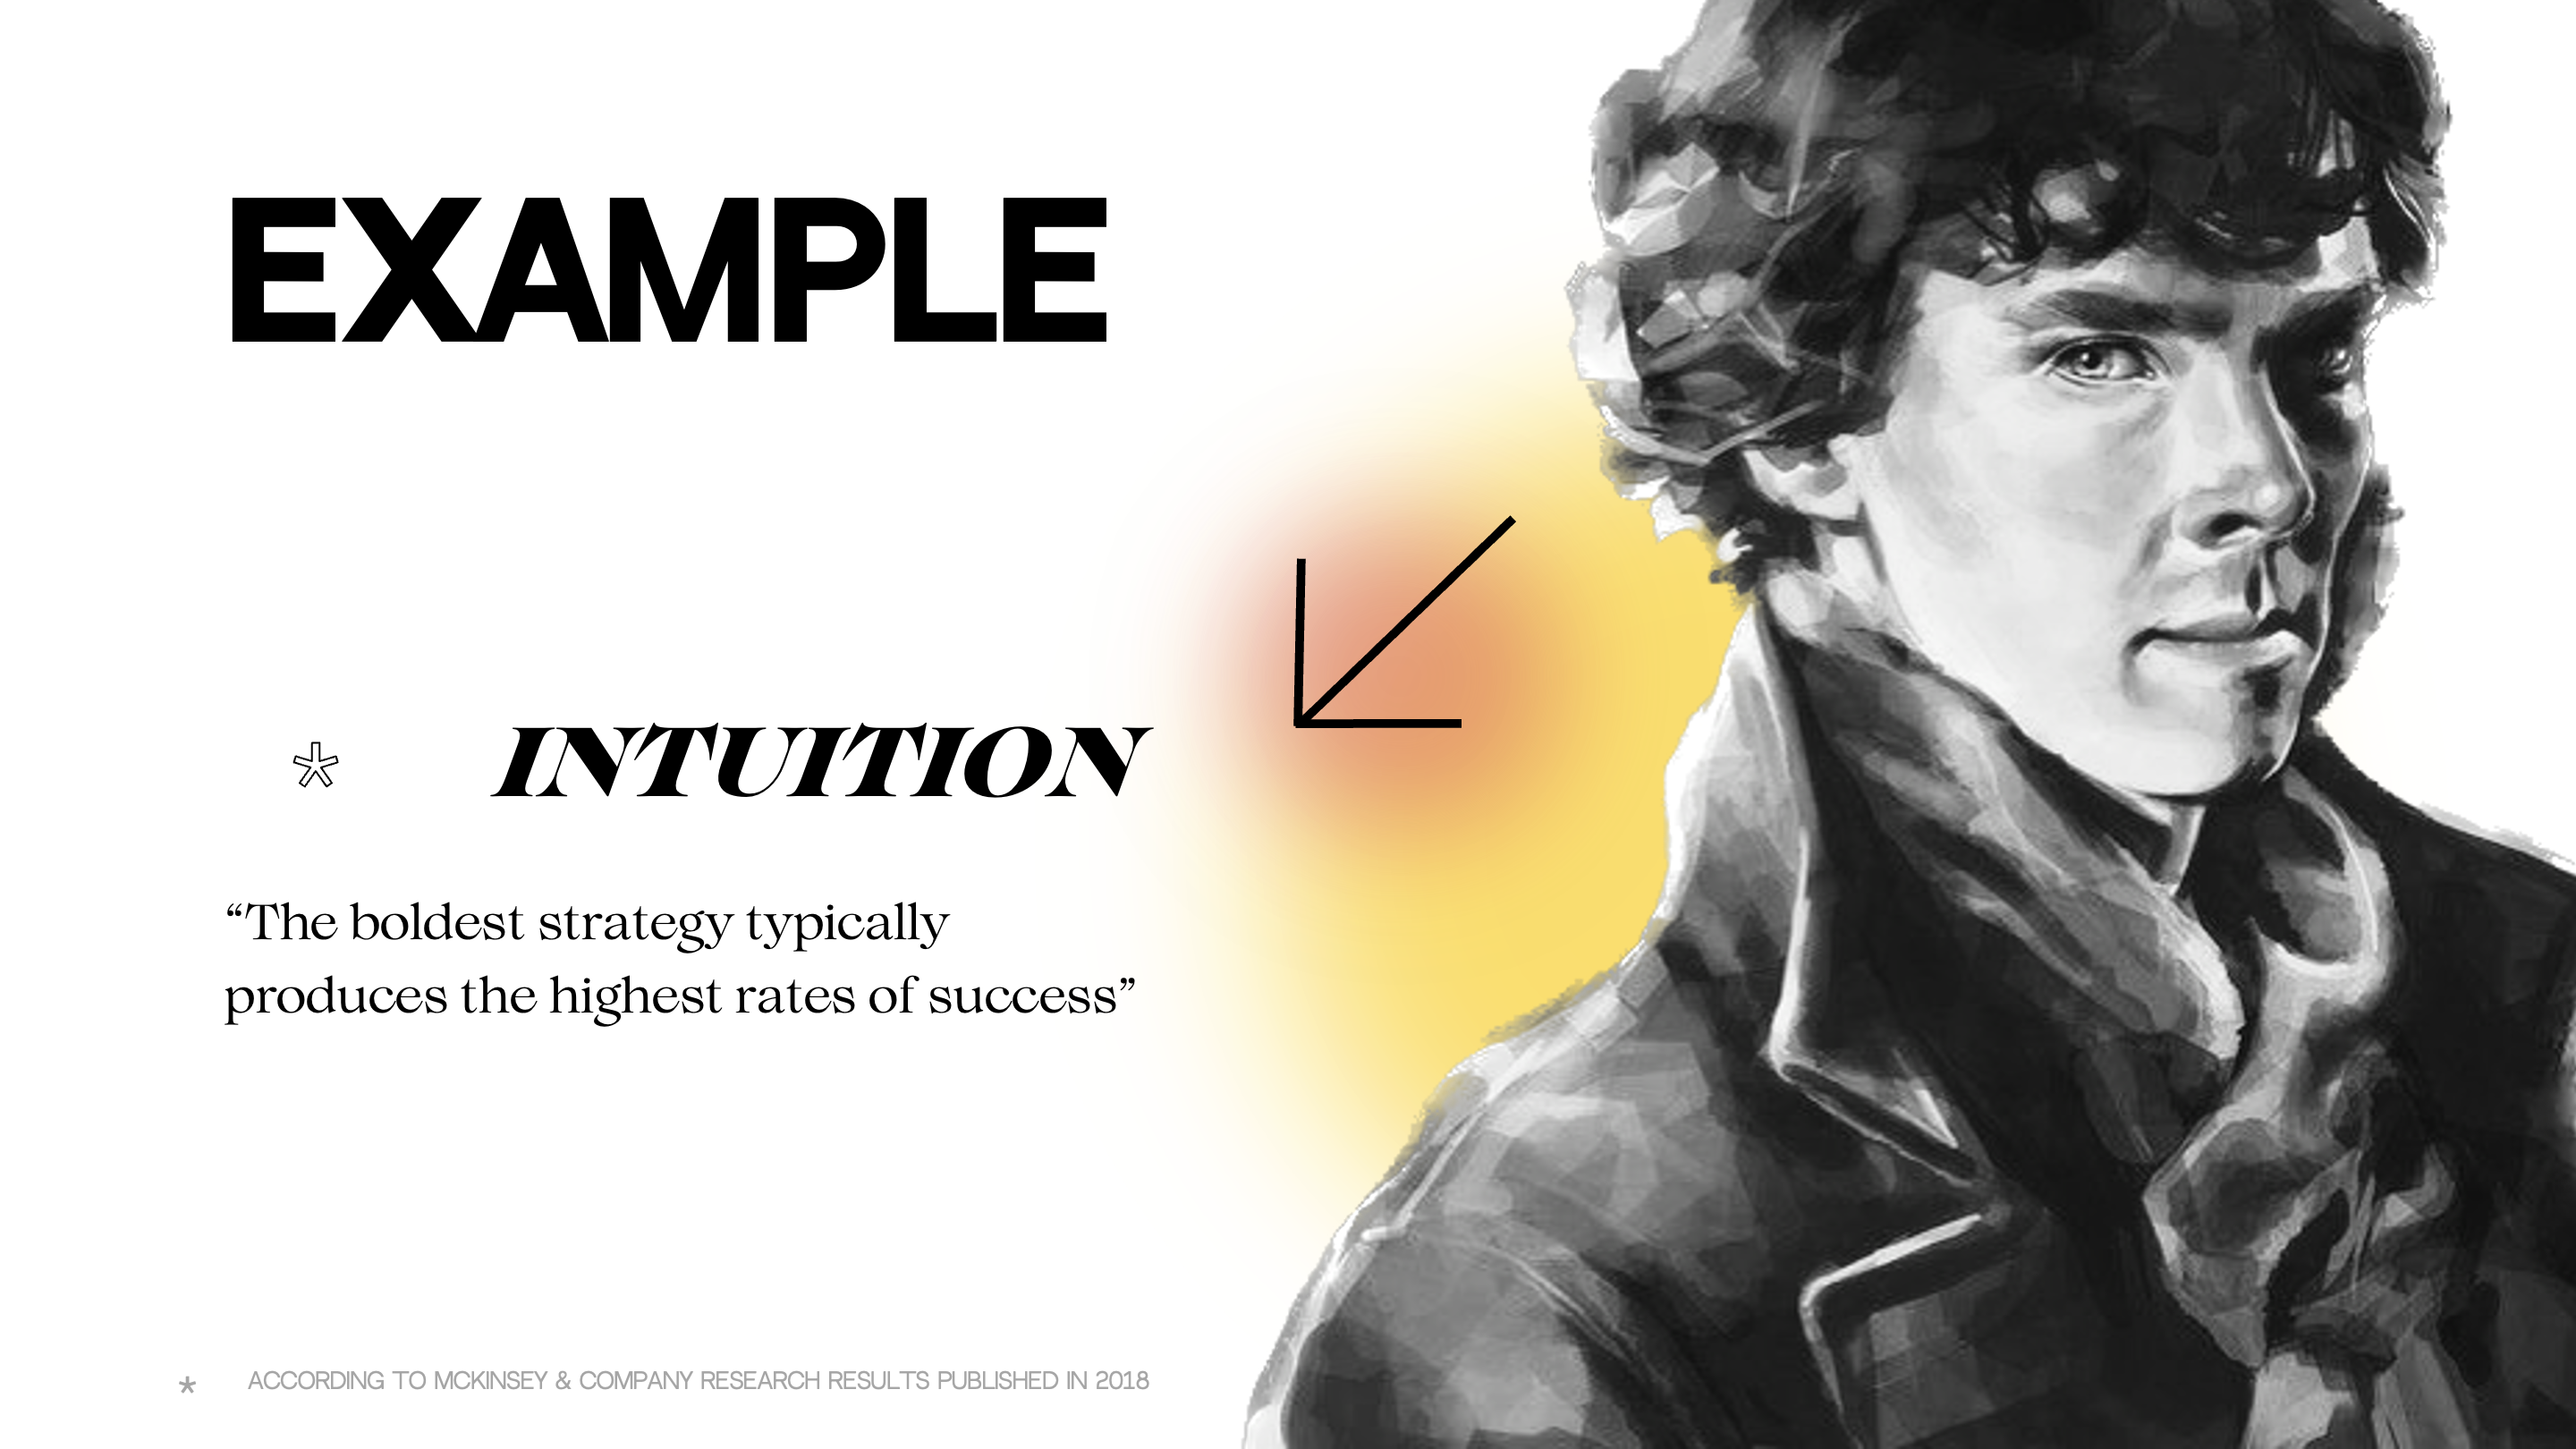 EXAMPLE
* INTUITION
“The boldest strategy typically
produces the highest rates of success”
* ACCORDING TO MCKINSEY & COMPANY RESEARCH RESULTS PUBLISHED IN 2018